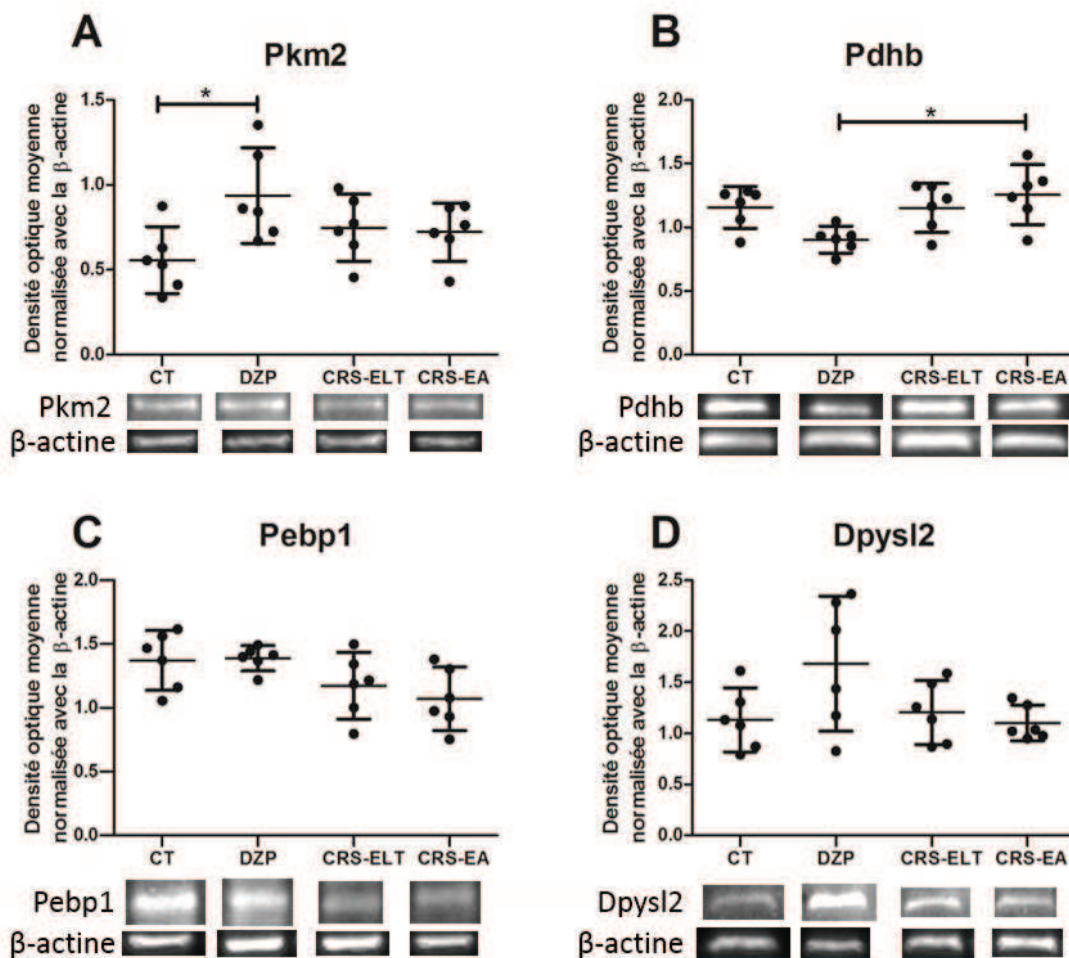 A
Pkm2
Densité optique moyenne
normalisée avec la β-actine
1.5
1.0
0.5
0.0
*
CT DZP CRS-ELT CRS-EA
Pkm2
β-actine
B
Pdhb
Densité optique moyenne
normalisée avec la β-actine
2.0
1.5
1.0
0.5
0.0
*
CT DZP CRS-ELT CRS-EA
Pdhb
β-actine
C
Pebp1
Densité optique moyenne
normalisée avec la β-actine
2.0
1.5
1.0
0.5
0.0
CT DZP CRS-ELT CRS-EA
Pebp1
β-actine
D
Dpysl2
Densité optique moyenne
normalisée avec la β-actine
2.5
2.0
1.5
1.0
0.5
0.0
CT DZP CRS-ELT CRS-EA
Dpysl2
β-actine